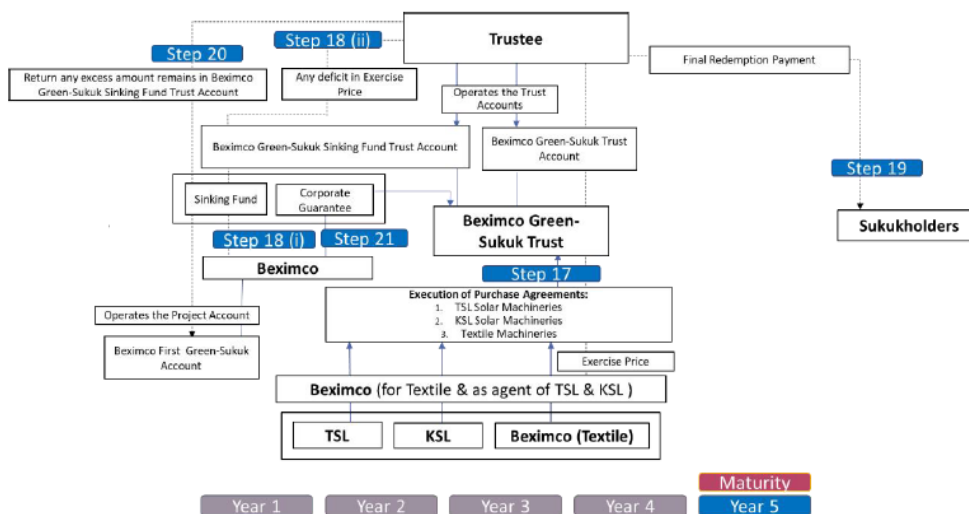 Step 20
Step 18 (ii)
Trustee
Return any excess amount remains in Beximco
Green-Sukuk Sinking Fund Trust Account
Any deficit in Exercise
Price
Operates the Trust
Accounts
Final Redemption Payment
Beximco Green-Sukuk Sinking Fund Trust Account
Beximco Green-Sukuk Trust
Account
Step 19
Sinking Fund
Corporate
Guarantee
Beximco Green-
Sukuk Trust
Sukukholders
Step 18 (i)
Step 21
Beximco
Step 17
Execution of Purchase Agreements:
1. TSL Solar Machineries
2. KSL Solar Machineries
3. Textile Machineries
Operates the Project Account
Beximco First Green-Sukuk
Account
Exercise Price
Beximco (for Textile & as agent of TSL & KSL )
TSL
KSL
Beximco (Textile)
Maturity
Year 1
Year 2
Year 3
Year 4
Year 5